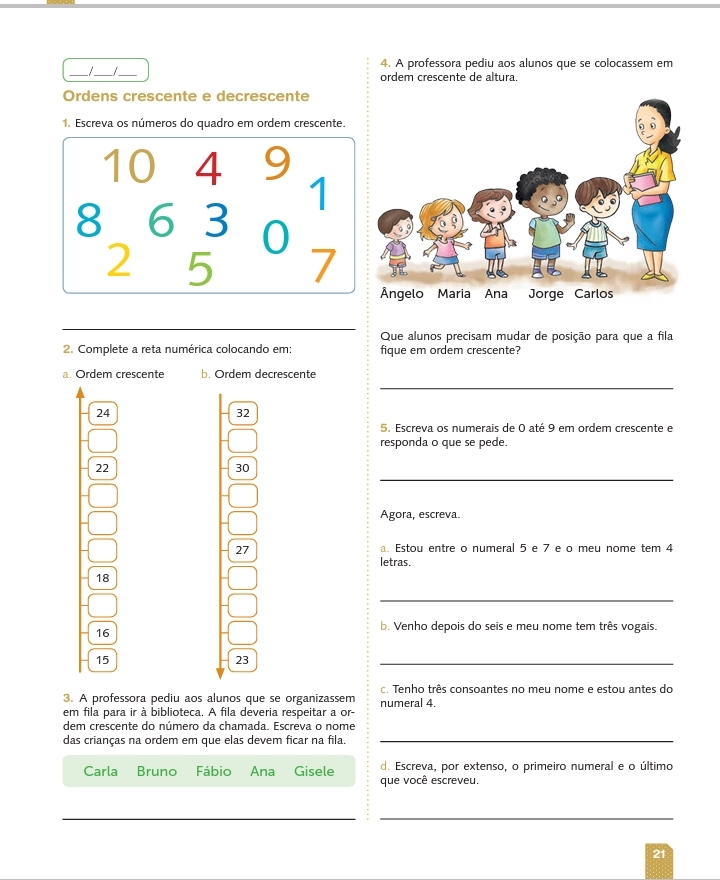 ___/___/___
Ordens crescente e decrescente
1. Escreva os números do quadro em ordem crescente.
10 4 9 1
8 6 3 0
2 5 7
2. Complete a reta numérica colocando em:
a. Ordem crescente
24
22
18
16
15
b. Ordem decrescente
32
30
27
23
3. A professora pediu aos alunos que se organizassem
em fila para ir à biblioteca. A fila deveria respeitar a or-
dem crescente do número da chamada. Escreva o nome
das crianças na ordem em que elas devem ficar na fila.
Carla Bruno Fábio Ana Gisele
4. A professora pediu aos alunos que se colocassem em
ordem crescente de altura.
Ângelo Maria Ana Jorge Carlos
Que alunos precisam mudar de posição para que a fila
fique em ordem crescente?
5. Escreva os numerais de 0 até 9 em ordem crescente e
responda o que se pede.
Agora, escreva.
a. Estou entre o numeral 5 e 7 e o meu nome tem 4
letras.
b. Venho depois do seis e meu nome tem três vogais.
c. Tenho três consoantes no meu nome e estou antes do
numeral 4.
d. Escreva, por extenso, o primeiro numeral e o último
que você escreveu.
21